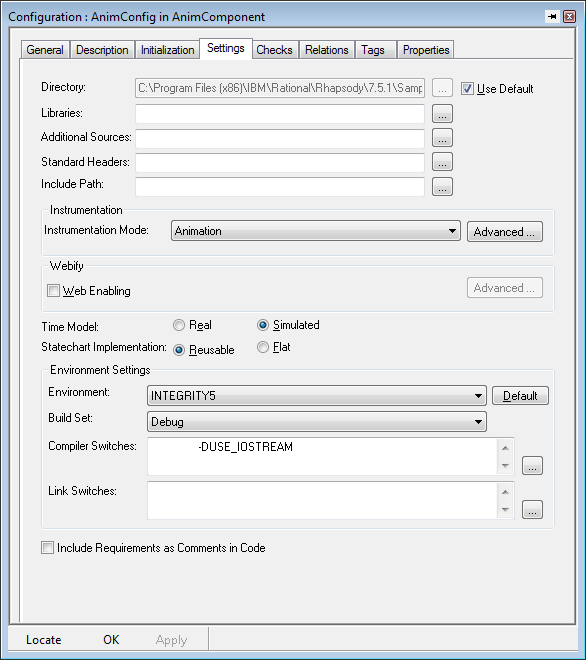 Configuration : AnimConfig in AnimComponent
General Description Initialization Settings Checks Relations Tags Properties
Directory: C:\Program Files (x86)\IBM\Rational\Rhapsody\7.5.1\Samp ... Use Default
Libraries: ...
Additional Sources: ...
Standard Headers: ...
Include Path: ...
Instrumentation
Instrumentation Mode: Animation Advanced ...
Webify
Web Enabling Advanced ...
Time Model: Real Simulated
Statechart Implementation: Reusable Flat
Environment Settings
Environment: INTEGRITY5 Default
Build Set: Debug
Compiler Switches: -DUSE_IOSTREAM
...
Link Switches:
...
Include Requirements as Comments in Code
Locate OK Apply